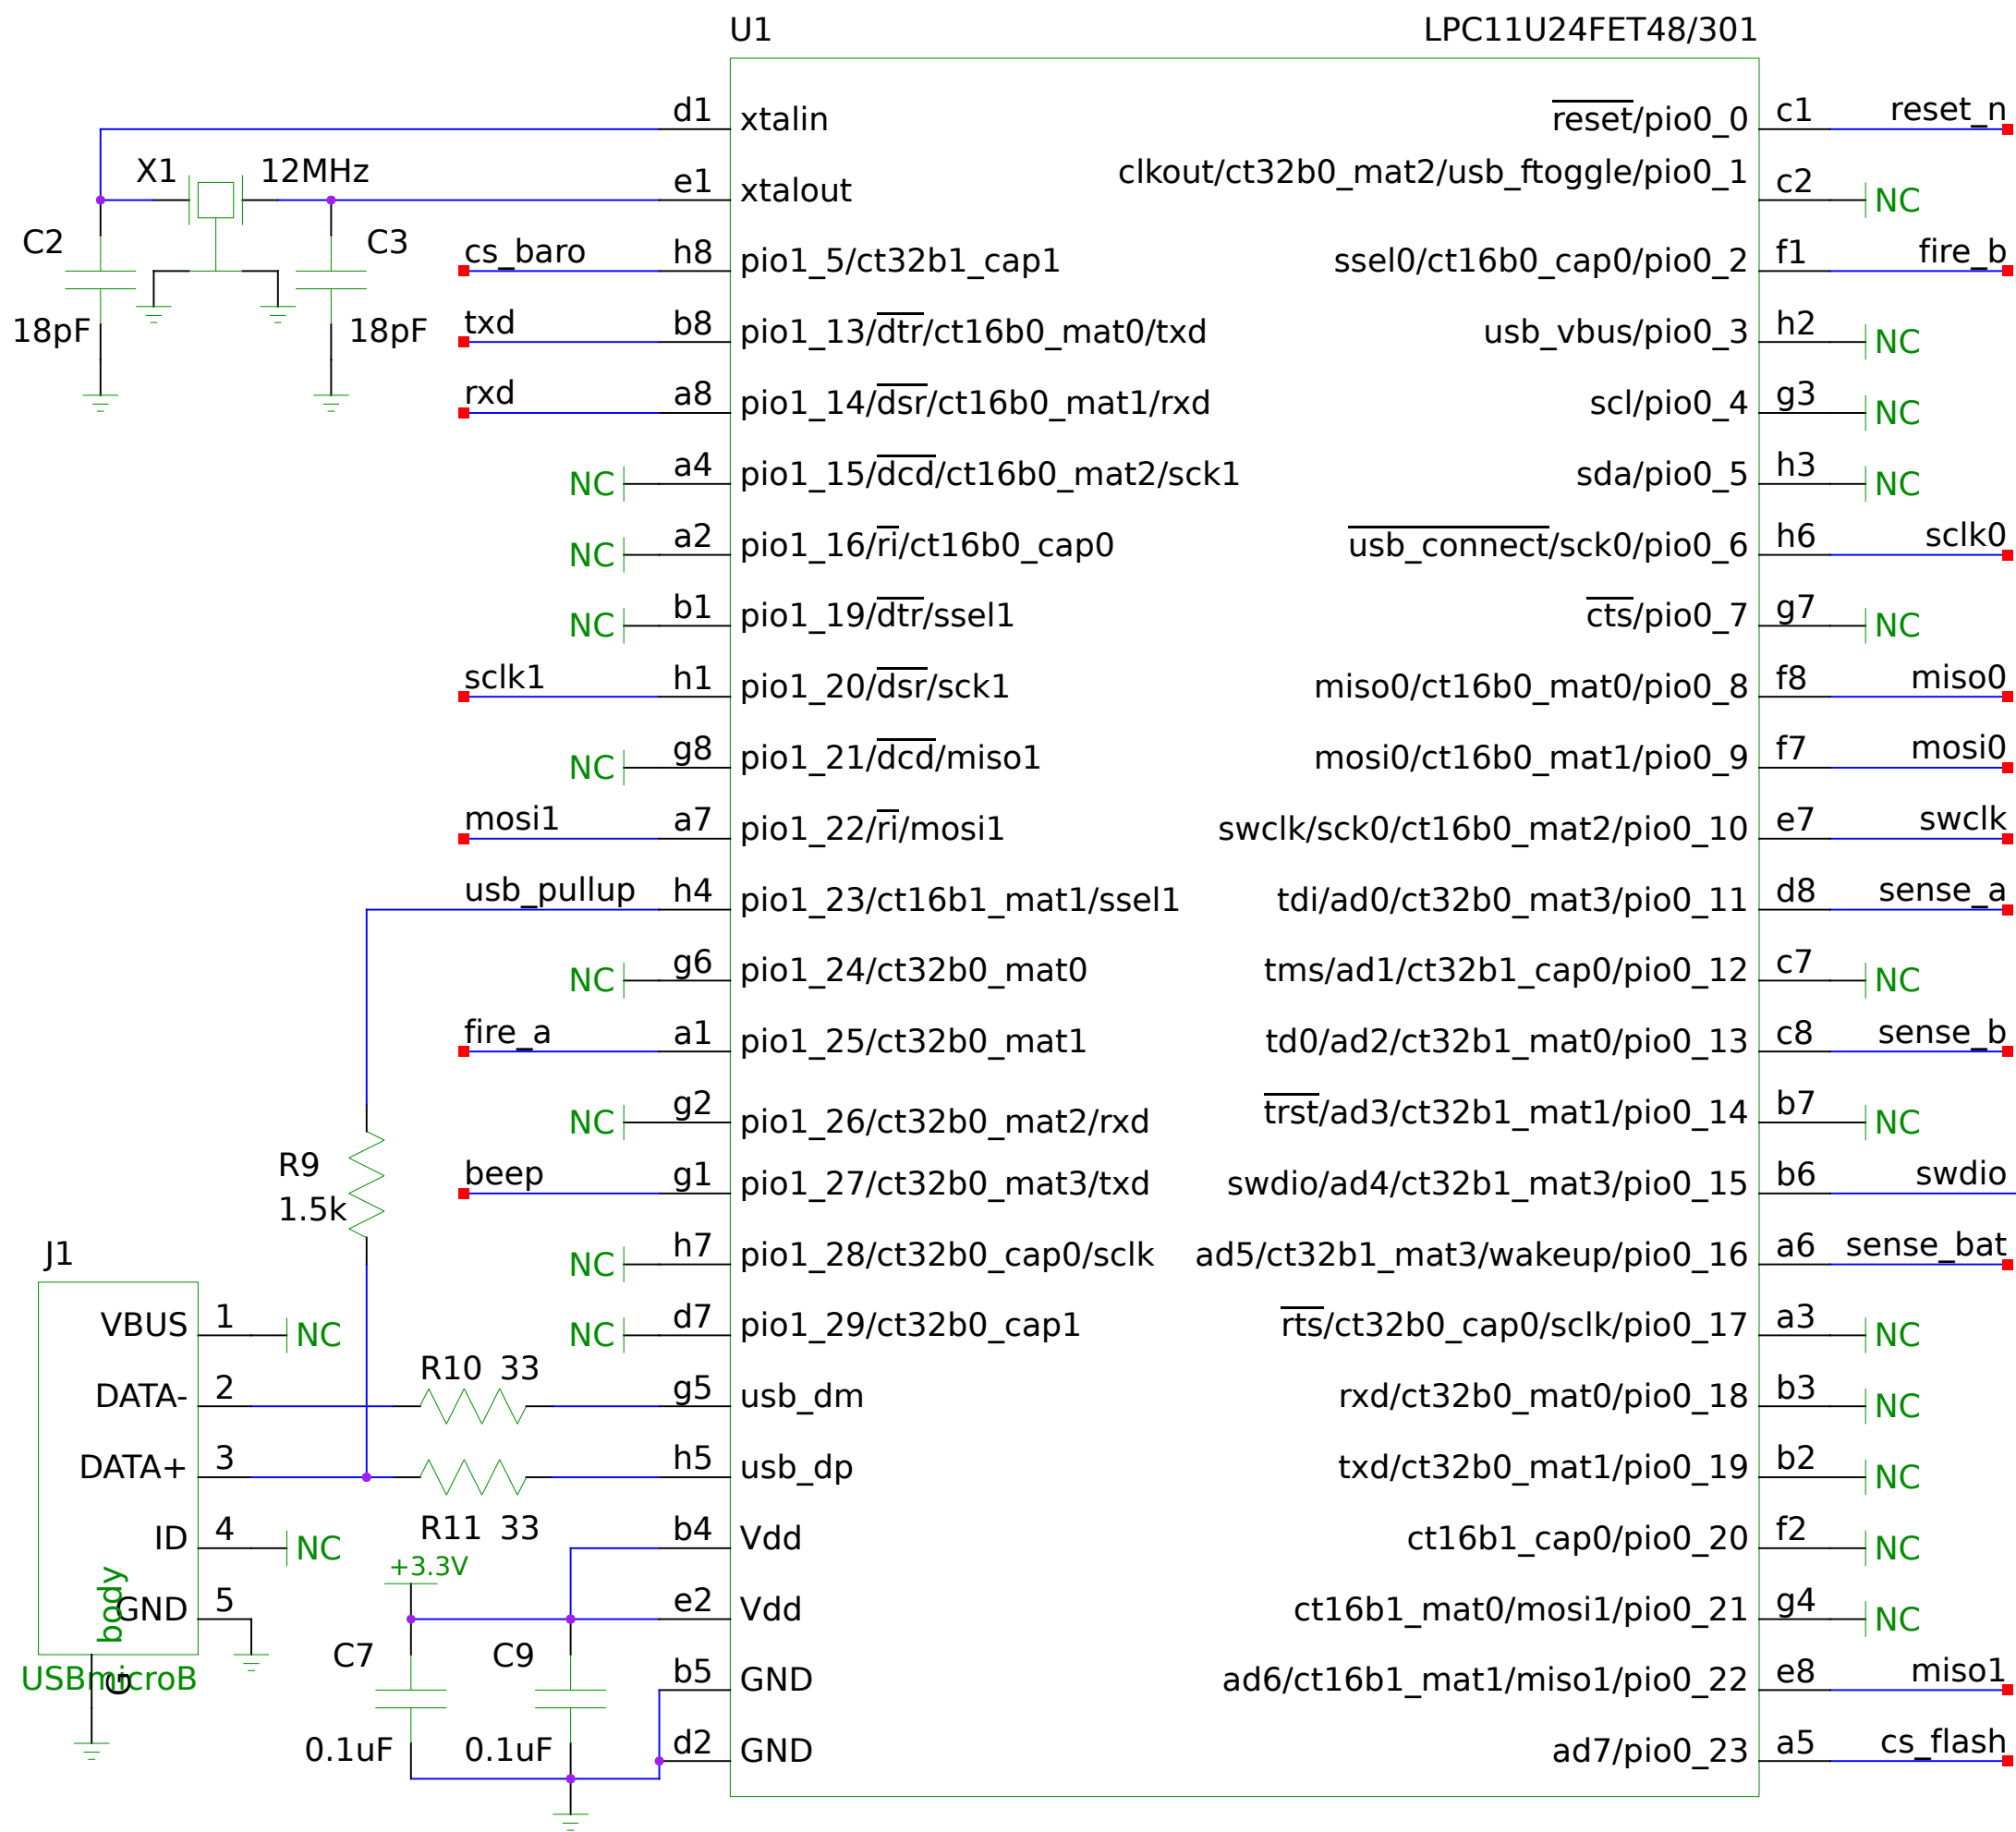 U1 LPC11U24FET48/301
d1 xtalin reset/pio0_0 c1 reset_n
X1 12MHz e1 xtalout clkout/ct32b0_mat2/usb_ftoggle/pio0_1 c2 NC
C2 C3 cs_baro h8 pio1_5/ct32b1_cap1 ssel0/ct16b0_cap0/pio0_2 f1 fire_b
18pF 18pF txd b8 pio1_13/dtr/ct16b0_mat0/txd usb_vbus/pio0_3 h2 NC
rxd a8 pio1_14/dsr/ct16b0_mat1/rxd scl/pio0_4 g3 NC
NC a4 pio1_15/dcd/ct16b0_mat2/sck1 sda/pio0_5 h3 NC
NC a2 pio1_16/ri/ct16b0_cap0 usb_connect/sck0/pio0_6 h6 sclk0
NC b1 pio1_19/dtr/ssel1 cts/pio0_7 g7 NC
sclk1 h1 pio1_20/dsr/sck1 miso0/ct16b0_mat0/pio0_8 f8 miso0
NC g8 pio1_21/dcd/miso1 mosi0/ct16b0_mat1/pio0_9 f7 mosi0
mosi1 a7 pio1_22/ri/mosi1 swclk/sck0/ct16b0_mat2/pio0_10 e7 swclk
usb_pullup h4 pio1_23/ct16b1_mat1/ssel1 tdi/ad0/ct32b0_mat3/pio0_11 d8 sense_a
NC g6 pio1_24/ct32b0_mat0 tms/ad1/ct32b1_cap0/pio0_12 c7 NC
fire_a a1 pio1_25/ct32b0_mat1 td0/ad2/ct32b1_mat0/pio0_13 c8 sense_b
NC g2 pio1_26/ct32b0_mat2/rxd trst/ad3/ct32b1_mat1/pio0_14 b7 NC
R9 1.5k beep g1 pio1_27/ct32b0_mat3/txd swdio/ad4/ct32b1_mat3/pio0_15 b6 swdio
J1 NC h7 pio1_28/ct32b0_cap0/sclk ad5/ct32b1_mat3/wakeup/pio0_16 a6 sense_bat
VBUS 1 NC NC d7 pio1_29/ct32b0_cap1 rts/ct32b0_cap0/sclk/pio0_17 a3 NC
DATA- 2 R10 33 g5 usb_dm rxd/ct32b0_mat0/pio0_18 b3 NC
DATA+ 3 h5 usb_dp txd/ct32b0_mat1/pio0_19 b2 NC
ID 4 NC R11 33 b4 Vdd ct16b1_cap0/pio0_20 f2 NC
+3.3V
body GND 5 e2 Vdd ct16b1_mat0/mosi1/pio0_21 g4 NC
USBmicroB G C7 C9 b5 GND ad6/ct16b1_mat1/miso1/pio0_22 e8 miso1
0.1uF 0.1uF d2 GND ad7/pio0_23 a5 cs_flash